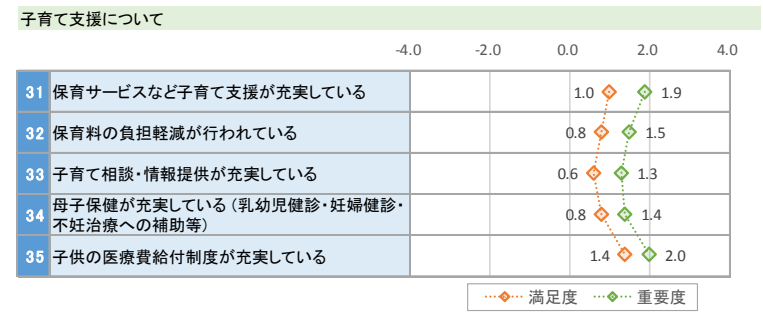 子育て支援について
-4.0 -2.0 0.0 2.0 4.0
31 保育サービスなど子育て支援が充実している 1.0 1.9
32 保育料の負担軽減が行われている 0.8 1.5
33 子育て相談・情報提供が充実している 0.6 1.3
34 母子保健が充実している（乳幼児健診・妊婦健診・
不妊治療への補助等） 0.8 1.4
35 子供の医療費給付制度が充実している 1.4 2.0
満足度 重要度